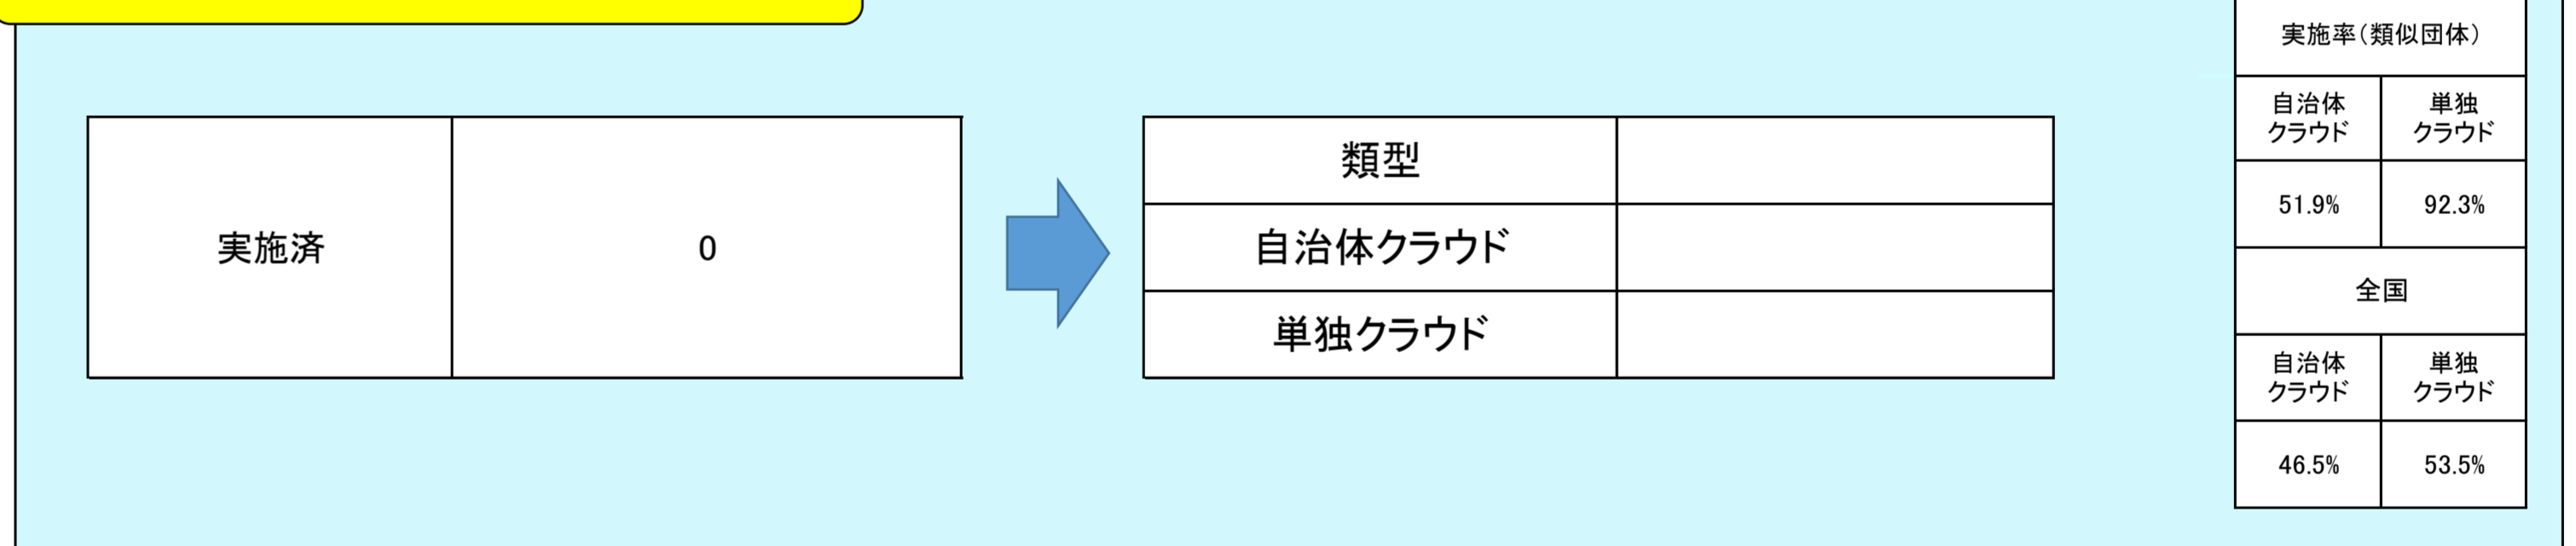 実施済
0
類型
自治体クラウド
単独クラウド
実施率(類似団体)
自治体
クラウド
単独
クラウド
51.9%
92.3%
全国
自治体
クラウド
単独
クラウド
46.5%
53.5%